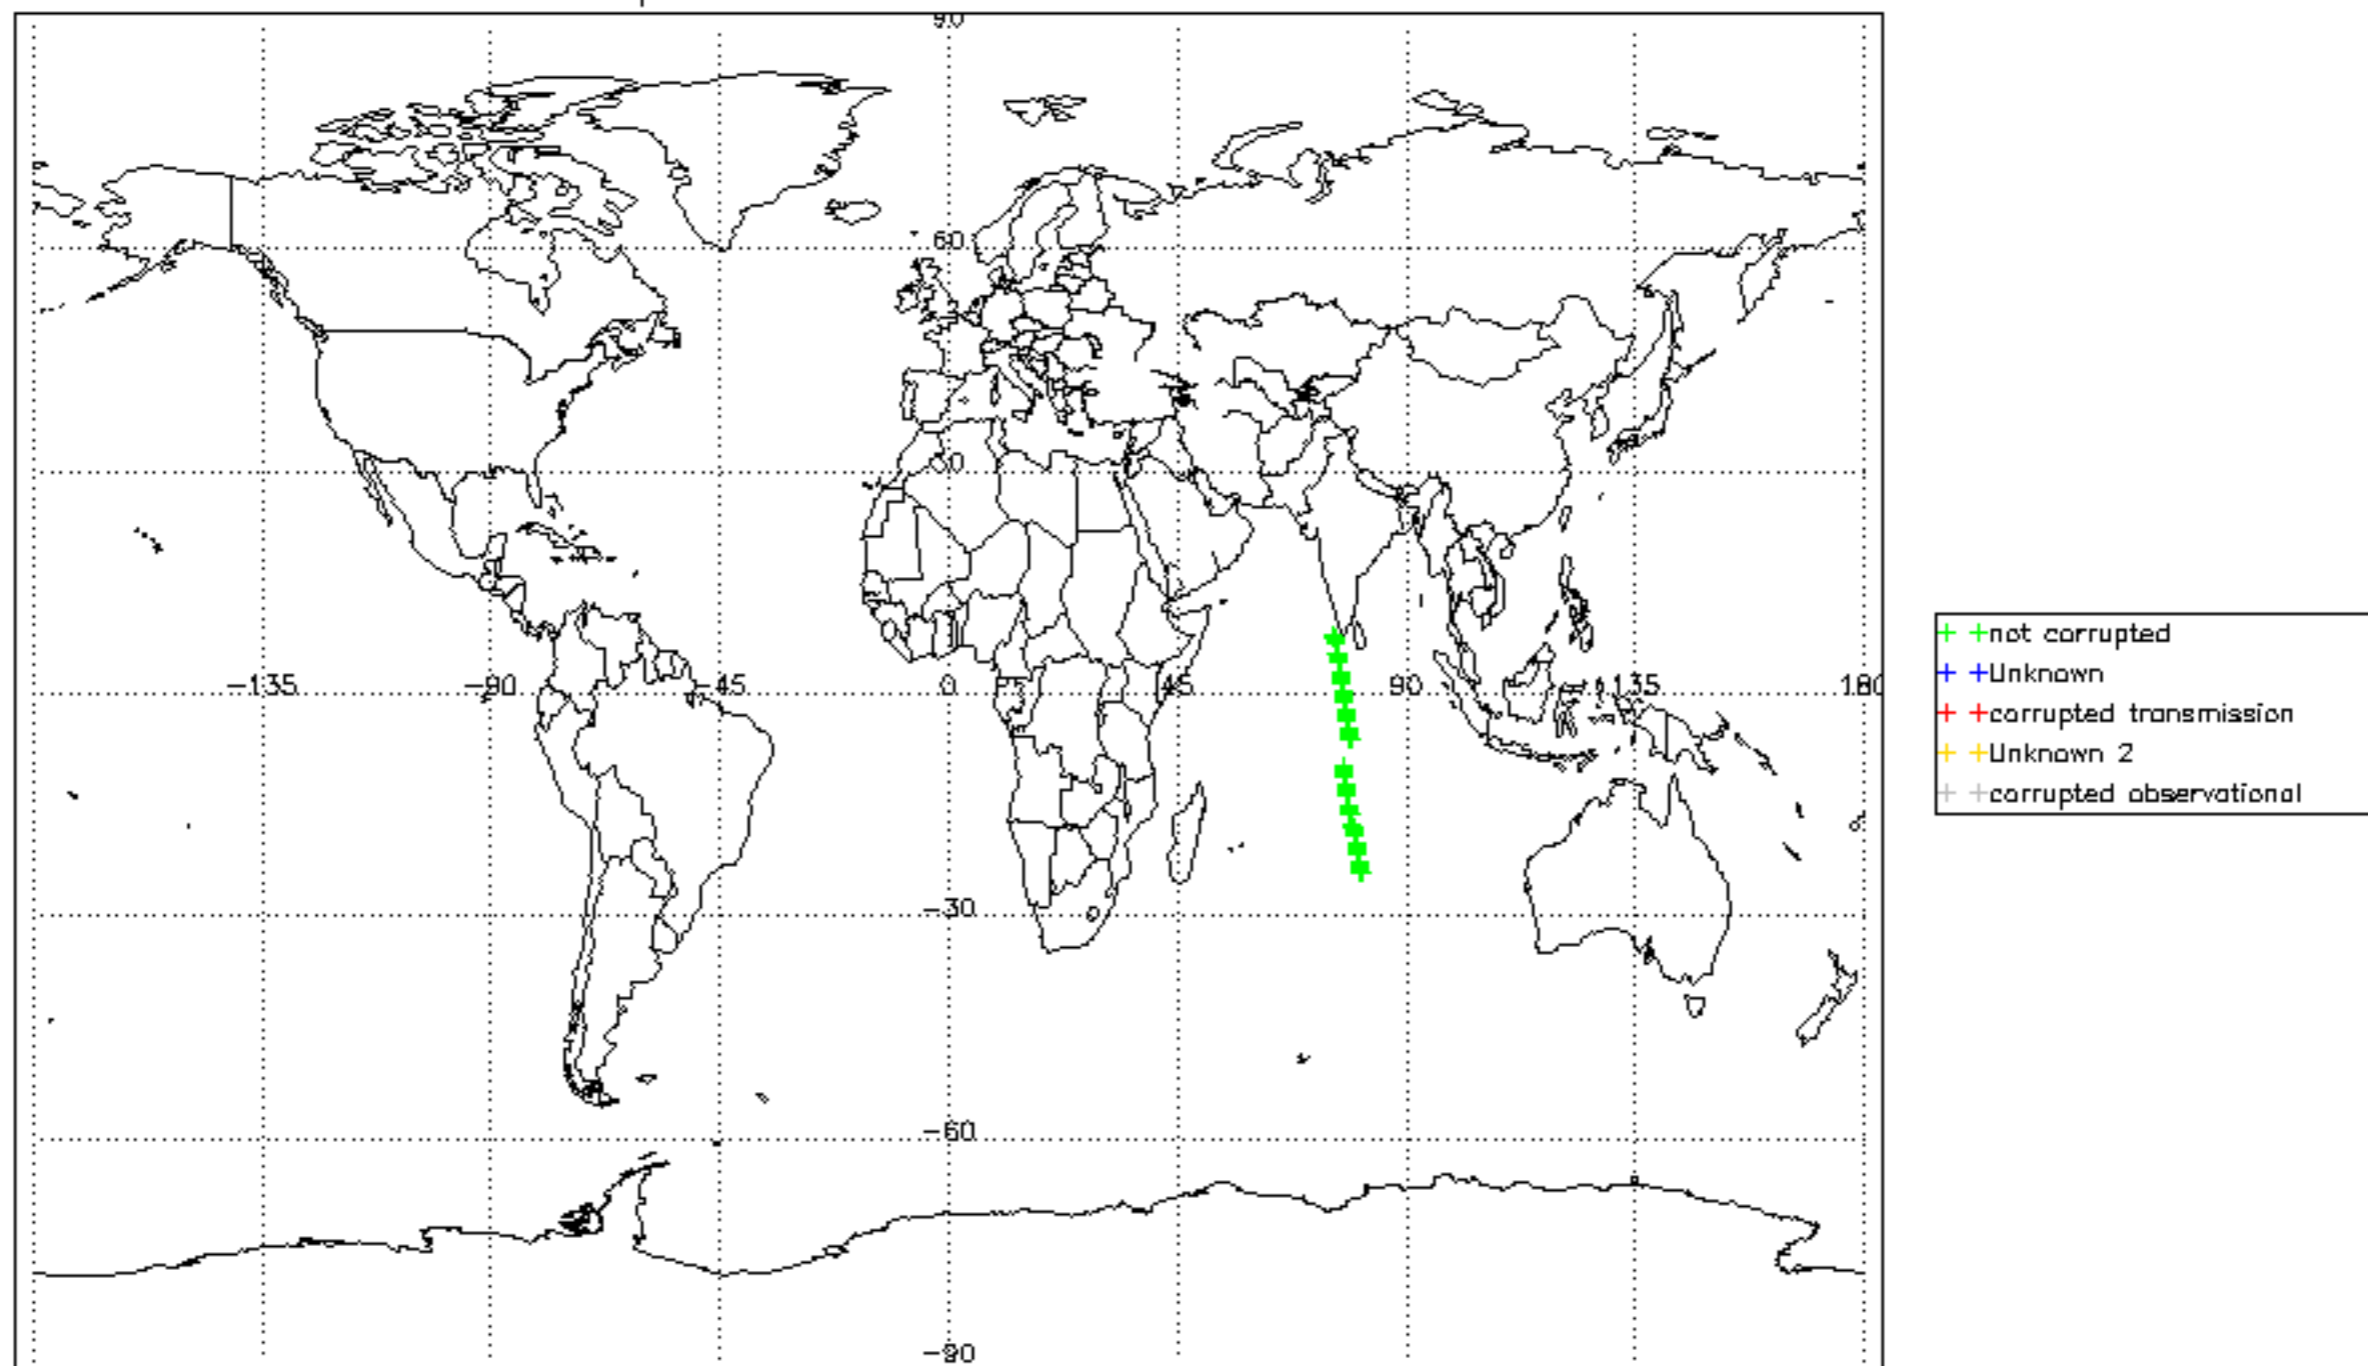 90
60
30
-135 -90 -45 0 45 90 135 180
-30
-60
-90
not corrupted
Unknown
corrupted transmission
Unknown 2
corrupted observational